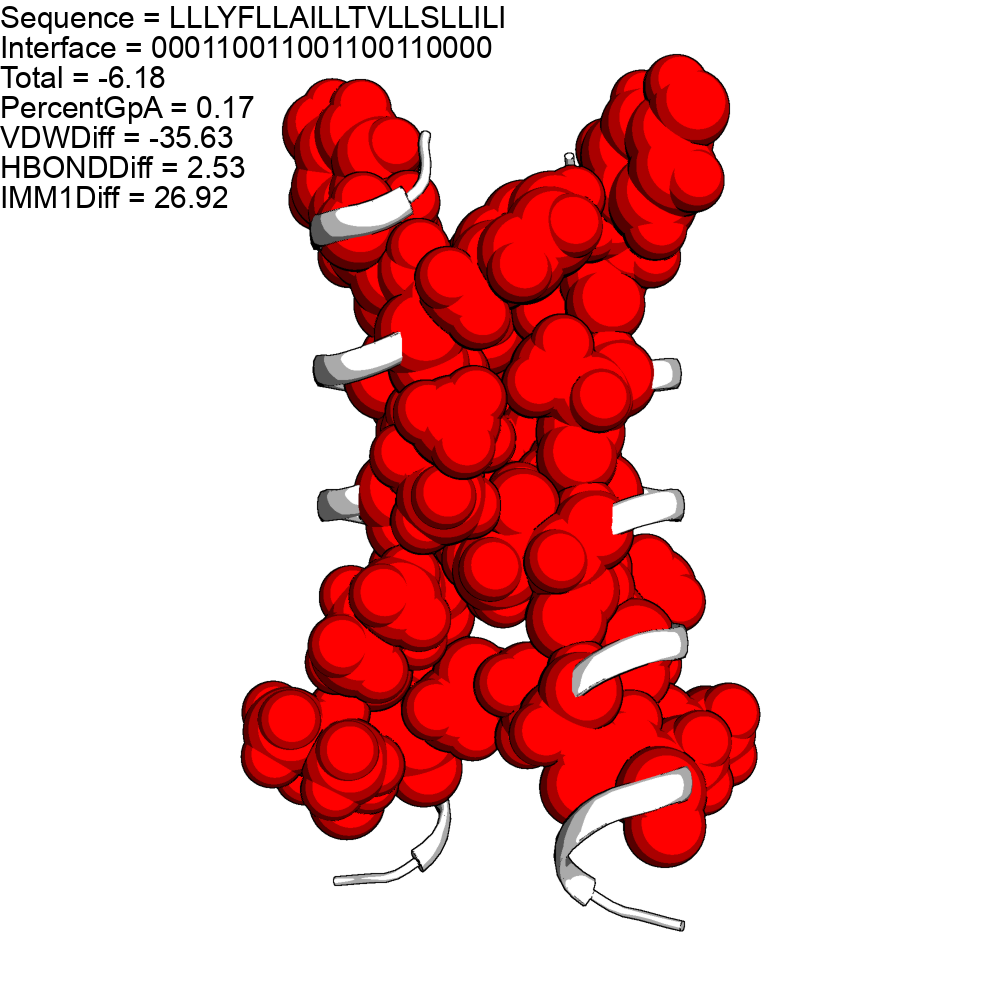 Sequence = LLLYFLLAILLTVLLSLLILI
Interface = 000110011001100110000
Total = -6.18
PercentGpA = 0.17
VDWDiff = -35.63
HBONDDiff = 2.53
IMM1Diff = 26.92